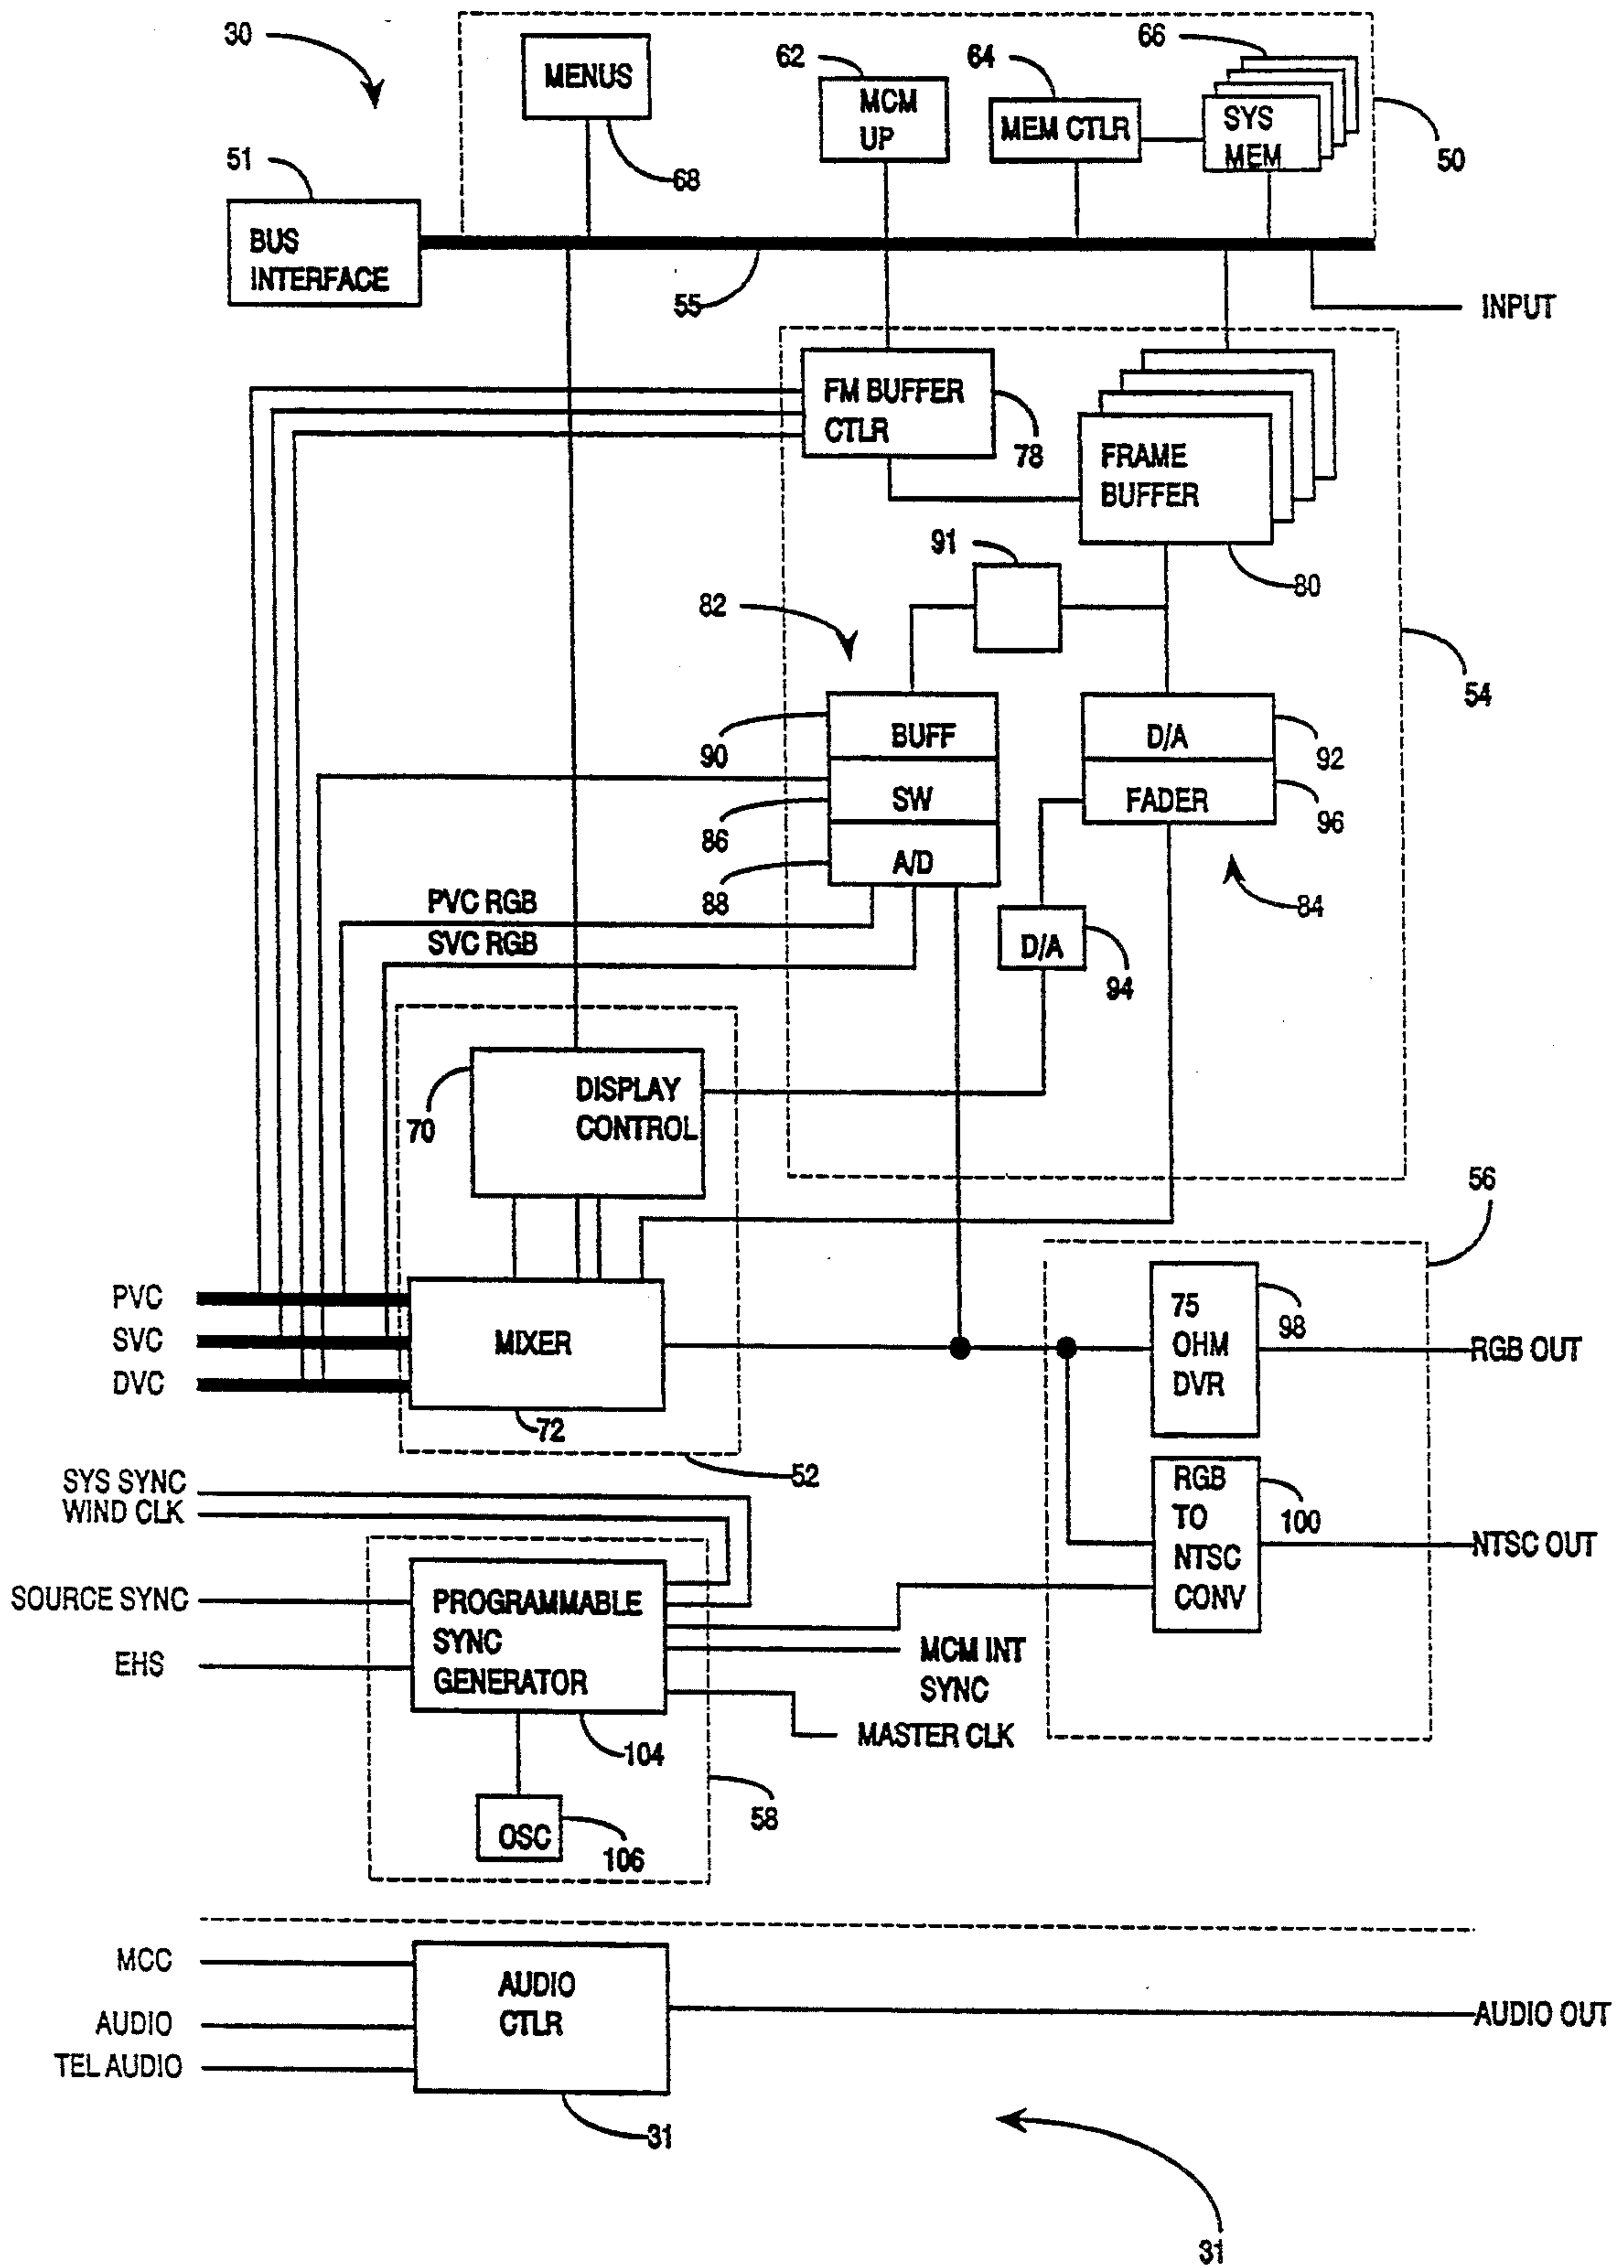 30
MENUS
68
62
MCM
UP
64
MEM CTLR
66
SYS
MEM
50
51
BUS
INTERFACE
55
INPUT
FM BUFFER
CTLR
78
FRAME
BUFFER
80
91
82
54
90
BUFF
86
SW
88
A/D
D/A
92
FADER
96
84
PVC RGB
SVC RGB
D/A
94
70
DISPLAY
CONTROL
56
PVC
SVC
DVC
MIXER
72
52
75
OHM
DVR
98
RGB OUT
RGB
TO
NTSC
CONV
100
NTSC OUT
SYS SYNC
WIND CLK
SOURCE SYNC
EHS
PROGRAMMABLE
SYNC
GENERATOR
104
MCM INT
SYNC
MASTER CLK
OSC
106
58
MCC
AUDIO
TEL AUDIO
AUDIO
CTLR
31
AUDIO OUT
31